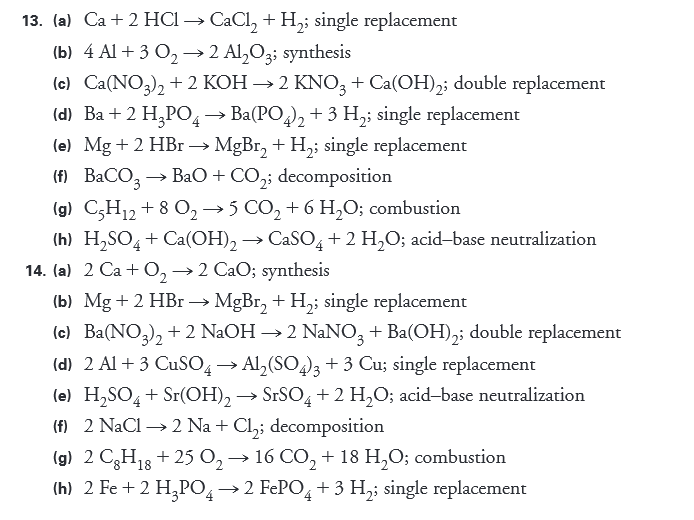 13. (a) Ca + 2 HCl → CaCl₂ + H₂; single replacement
(b) 4 Al + 3 O₂ → 2 Al₂O₃; synthesis
(c) Ca(NO₃)₂ + 2 KOH → 2 KNO₃ + Ca(OH)₂; double replacement
(d) Ba + 2 H₃PO₄ → Ba(PO₄)₂ + 3 H₂; single replacement
(e) Mg + 2 HBr → MgBr₂ + H₂; single replacement
(f) BaCO₃ → BaO + CO₂; decomposition
(g) C₅H₁₂ + 8 O₂ → 5 CO₂ + 6 H₂O; combustion
(h) H₂SO₄ + Ca(OH)₂ → CaSO₄ + 2 H₂O; acid–base neutralization
14. (a) 2 Ca + O₂ → 2 CaO; synthesis
(b) Mg + 2 HBr → MgBr₂ + H₂; single replacement
(c) Ba(NO₃)₂ + 2 NaOH → 2 NaNO₃ + Ba(OH)₂; double replacement
(d) 2 Al + 3 CuSO₄ → Al₂(SO₄)₃ + 3 Cu; single replacement
(e) H₂SO₄ + Sr(OH)₂ → SrSO₄ + 2 H₂O; acid–base neutralization
(f) 2 NaCl → 2 Na + Cl₂; decomposition
(g) 2 C₈H₁₈ + 25 O₂ → 16 CO₂ + 18 H₂O; combustion
(h) 2 Fe + 2 H₃PO₄ → 2 FePO₄ + 3 H₂; single replacement